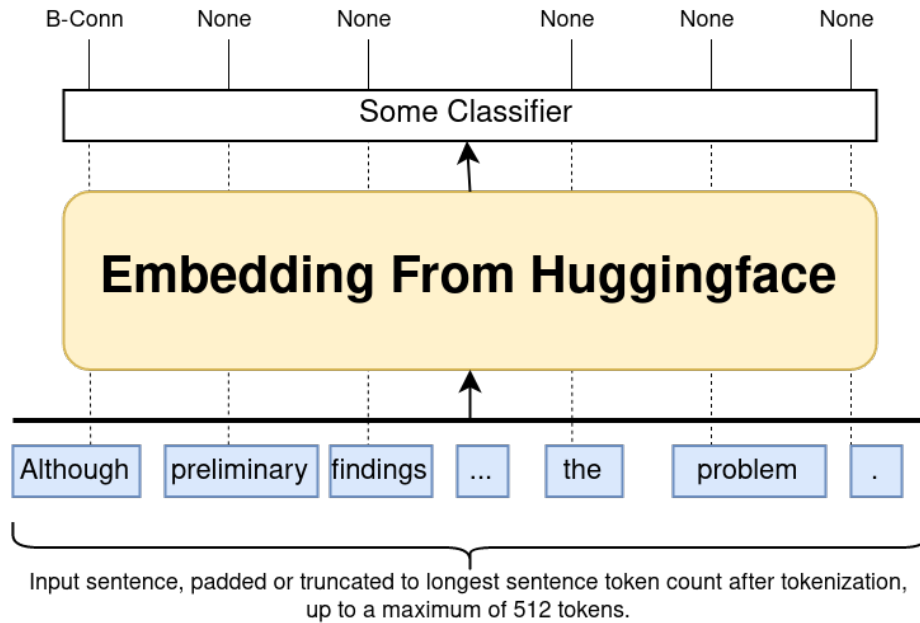 B-Conn None None None None None
Some Classifier
Embedding From Huggingface
Although preliminary findings ... the problem .
Input sentence, padded or truncated to longest sentence token count after tokenization,
up to a maximum of 512 tokens.